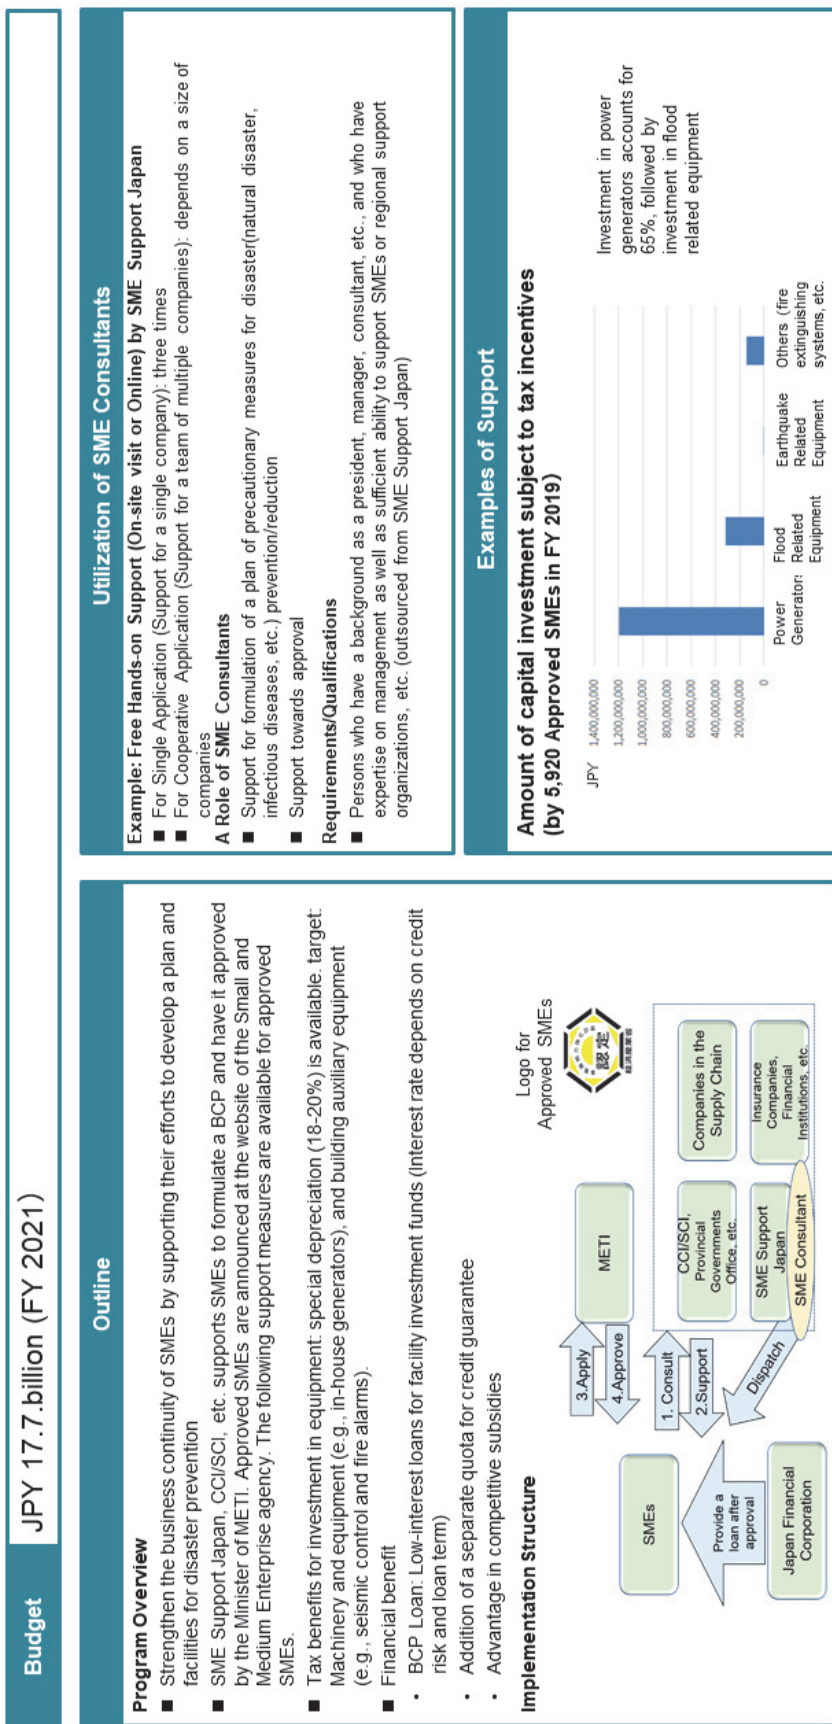 Budget
JPY 17.7.billion (FY 2021)
Outline
Program Overview
■ Strengthen the business continuity of SMEs by supporting their efforts to develop a plan and
facilities for disaster prevention
■ SME Support Japan, CCI/SCI, etc. supports SMEs to formulate a BCP and have it approved
by the Minister of METI. Approved SMEs are announced at the website of the Small and
Medium Enterprise agency. The following support measures are available for approved
SMEs.
■ Tax benefits for investment in equipment: special depreciation (18-20%) is available. target:
Machinery and equipment (e.g., in-house generators), and building auxiliary equipment
(e.g., seismic control and fire alarms).
■ Financial benefit
• BCP Loan: Low-interest loans for facility investment funds (Interest rate depends on credit
risk and loan term)
• Addition of a separate quota for credit guarantee
• Advantage in competitive subsidies
Implementation Structure
Logo for
Approved SMEs
認定
経済産業省
SMEs
3.Apply
4.Approve
METI
1. Consult
2.Support
CCI/SCI,
Provincial
Governments
Office, etc.
Companies in the
Supply Chain
SME Support
Japan
Insurance
Companies,
Financial
Institutions, etc.
SME Consultant
Dispatch
Provide a
loan after
approval
Japan Financial
Corporation
Utilization of SME Consultants
Example: Free Hands-on Support (On-site visit or Online) by SME Support Japan
■ For Single Application (Support for a single company): three times
■ For Cooperative Application (Support for a team of multiple companies): depends on a size of
companies
A Role of SME Consultants
■ Support for formulation of a plan of precautionary measures for disaster(natural disaster,
infectious diseases, etc.) prevention/reduction
■ Support towards approval
Requirements/Qualifications
■ Persons who have a background as a president, manager, consultant, etc., and who have
expertise on management as well as sufficient ability to support SMEs or regional support
organizations, etc. (outsourced from SME Support Japan)
Examples of Support
Amount of capital investment subject to tax incentives
(by 5,920 Approved SMEs in FY 2019)
JPY
1,400,000,000
1,200,000,000
1,000,000,000
800,000,000
600,000,000
400,000,000
200,000,000
0
Power
Generators
Flood
Related
Equipment
Earthquake
Related
Equipment
Others (fire
extinguishing
systems, etc.
Investment in power
generators accounts for
65%, followed by
investment in flood
related equipment